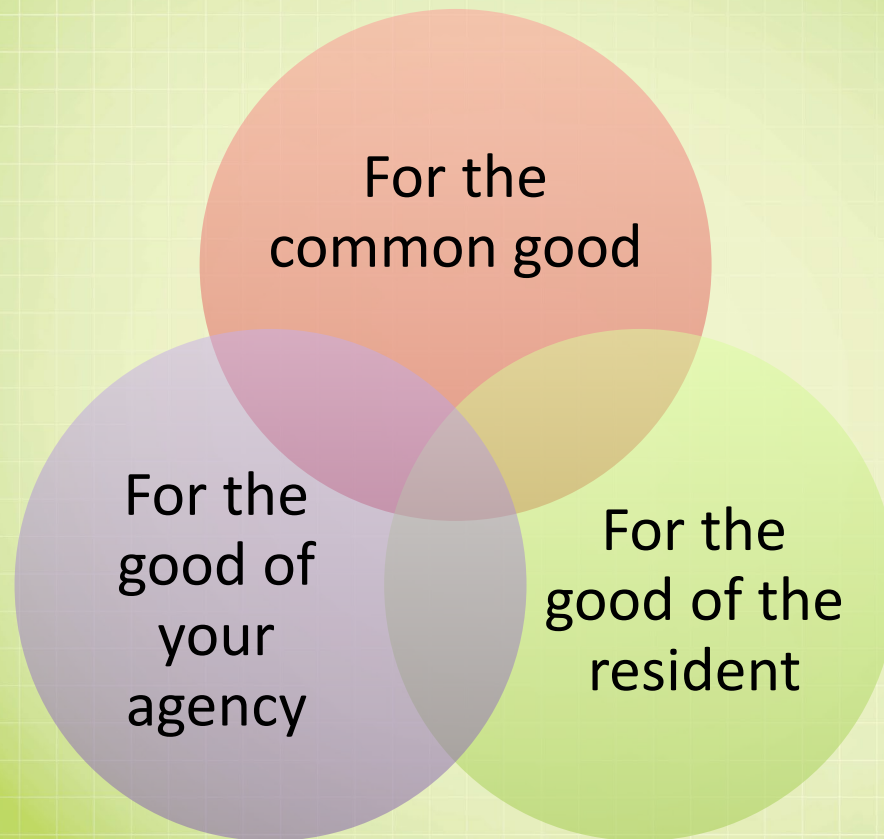 For the
common good
For the
good of
your
agency
For the
good of the
resident